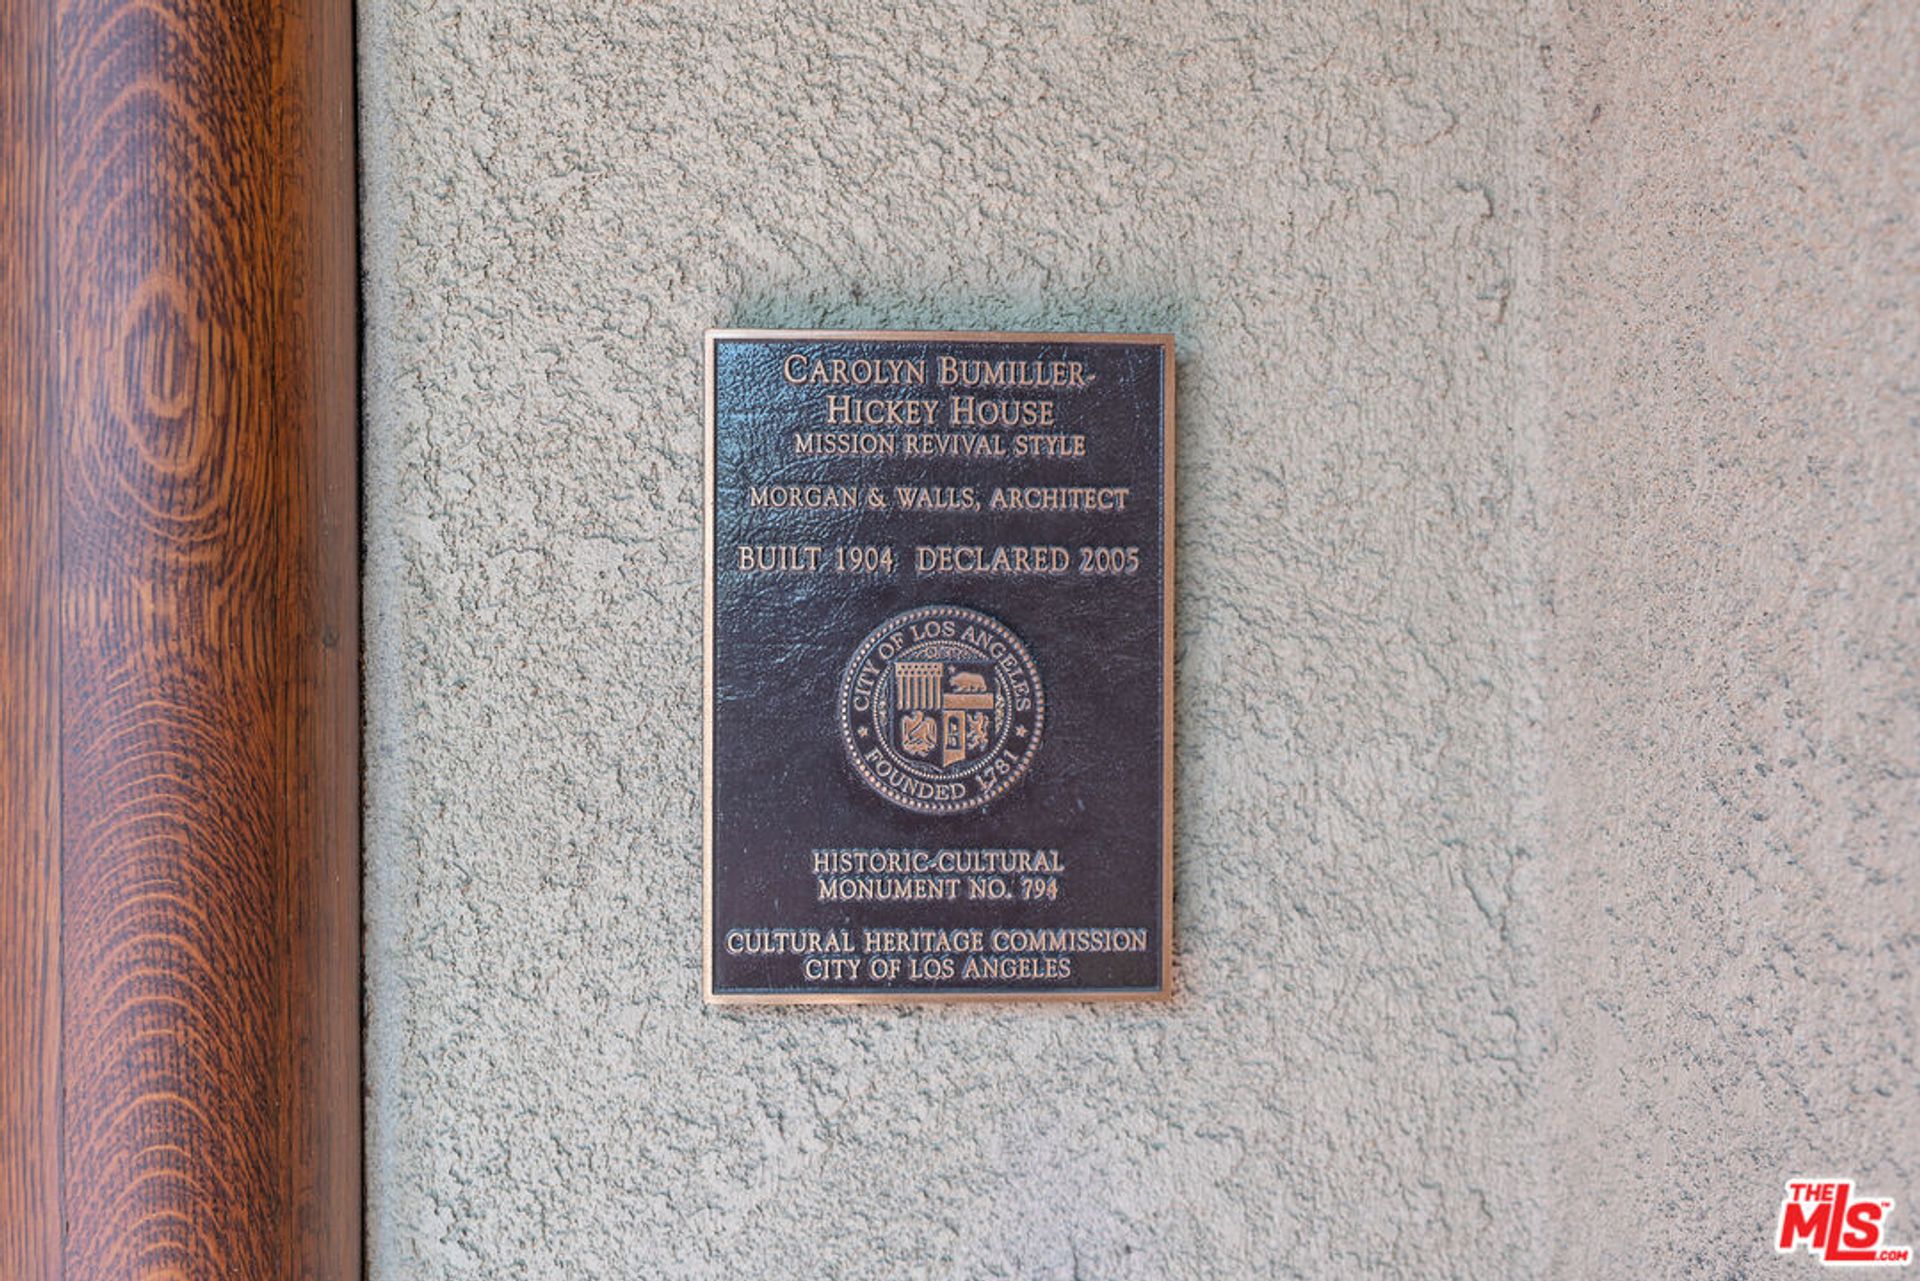 CAROLYN BUMILLER-
HICKEY HOUSE
MISSION REVIVAL STYLE
MORGAN & WALLS, ARCHITECT
BUILT 1904 DECLARED 2005
CITY OF LOS ANGELES
FOUNDED 1781
HISTORIC-CULTURAL
MONUMENT NO. 794
CULTURAL HERITAGE COMMISSION
CITY OF LOS ANGELES
THE
MLS™
.COM